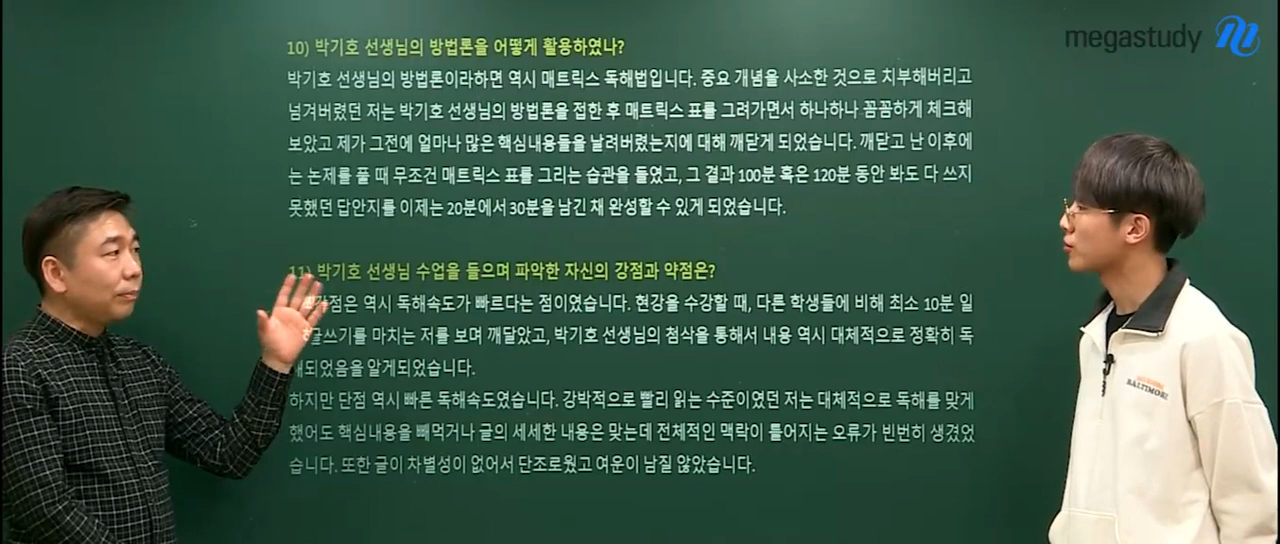 megastudy
10) 박기호 선생님의 방법론을 어떻게 활용하였나?
박기호 선생님의 방법론이라하면 역시 매트릭스 독해법입니다. 중요 개념을 사소한 것으로 치부해버리고
넘겨버렸던 저는 박기호 선생님의 방법론을 접한 후 매트릭스 표를 그려가면서 하나하나 꼼꼼하게 체크해
보았고 제가 그전에 얼마나 많은 핵심내용들을 날려버렸는지에 대해 깨닫게 되었습니다. 깨닫고 난 이후에
는 논제를 풀 때 무조건 매트릭스 표를 그리는 습관을 들였고, 그 결과 100분 혹은 120분 동안 봐도 다 쓰지
못했던 답안지를 이제는 20분에서 30분을 남긴 채 완성할 수 있게 되었습니다.
11) 박기호 선생님 수업을 들으며 파악한 자신의 강점과 약점은?
강점은 역시 독해속도가 빠르다는 점이였습니다. 현강을 수강할 때, 다른 학생들에 비해 최소 10분 일
글쓰기를 마치는 저를 보며 깨달았고, 박기호 선생님의 첨삭을 통해서 내용 역시 대체적으로 정확히 독
해되었음을 알게되었습니다.
하지만 단점 역시 빠른 독해속도였습니다. 강박적으로 빨리 읽는 수준이였던 저는 대체적으로 독해를 맞게
했어도 핵심내용을 빼먹거나 글의 세세한 내용은 맞는데 전체적인 맥락이 틀어지는 오류가 빈번히 생겼었
습니다. 또한 글이 차별성이 없어서 단조로웠고 여운이 남질 않았습니다.
BALTIMORE